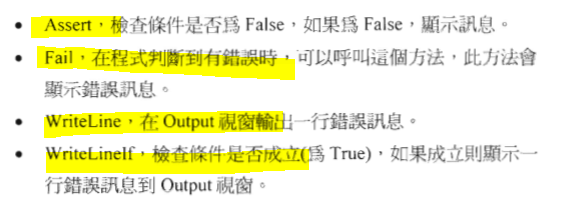 • Assert，檢查條件是否爲 False，如果爲 False，顯示訊息。
• Fail，在程式判斷到有錯誤時，可以呼叫這個方法，此方法會
顯示錯誤訊息。
• WriteLine，在 Output 視窗輸出一行錯誤訊息。
• WriteLineIf，檢查條件是否成立(爲 True)，如果成立則顯示一
行錯誤訊息到 Output 視窗。